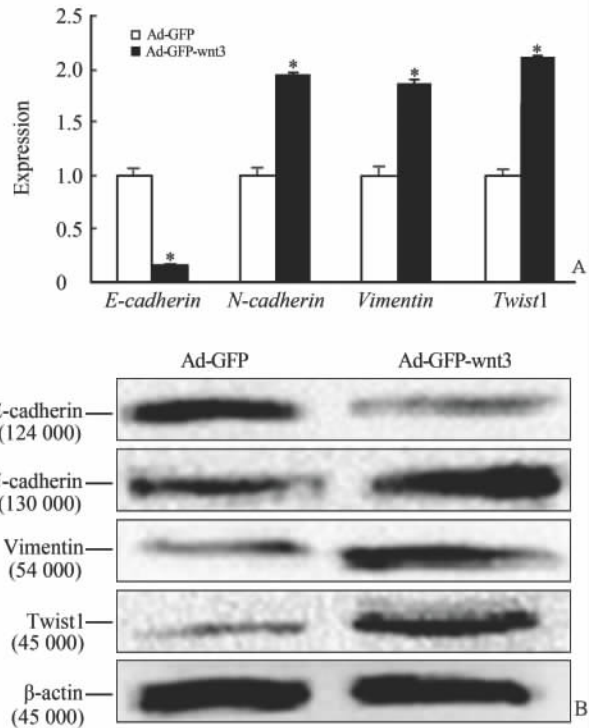 2.5
2.0
1.5
1.0
0.5
0
Expression
Ad-GFP
Ad-GFP-wnt3
*
*
*
*
E-cadherin N-cadherin Vimentin Twist1
A
Ad-GFP Ad-GFP-wnt3
-cadherin
(124 000)
-cadherin
(130 000)
Vimentin
(54 000)
Twist1
(45 000)
β-actin
(45 000)
B